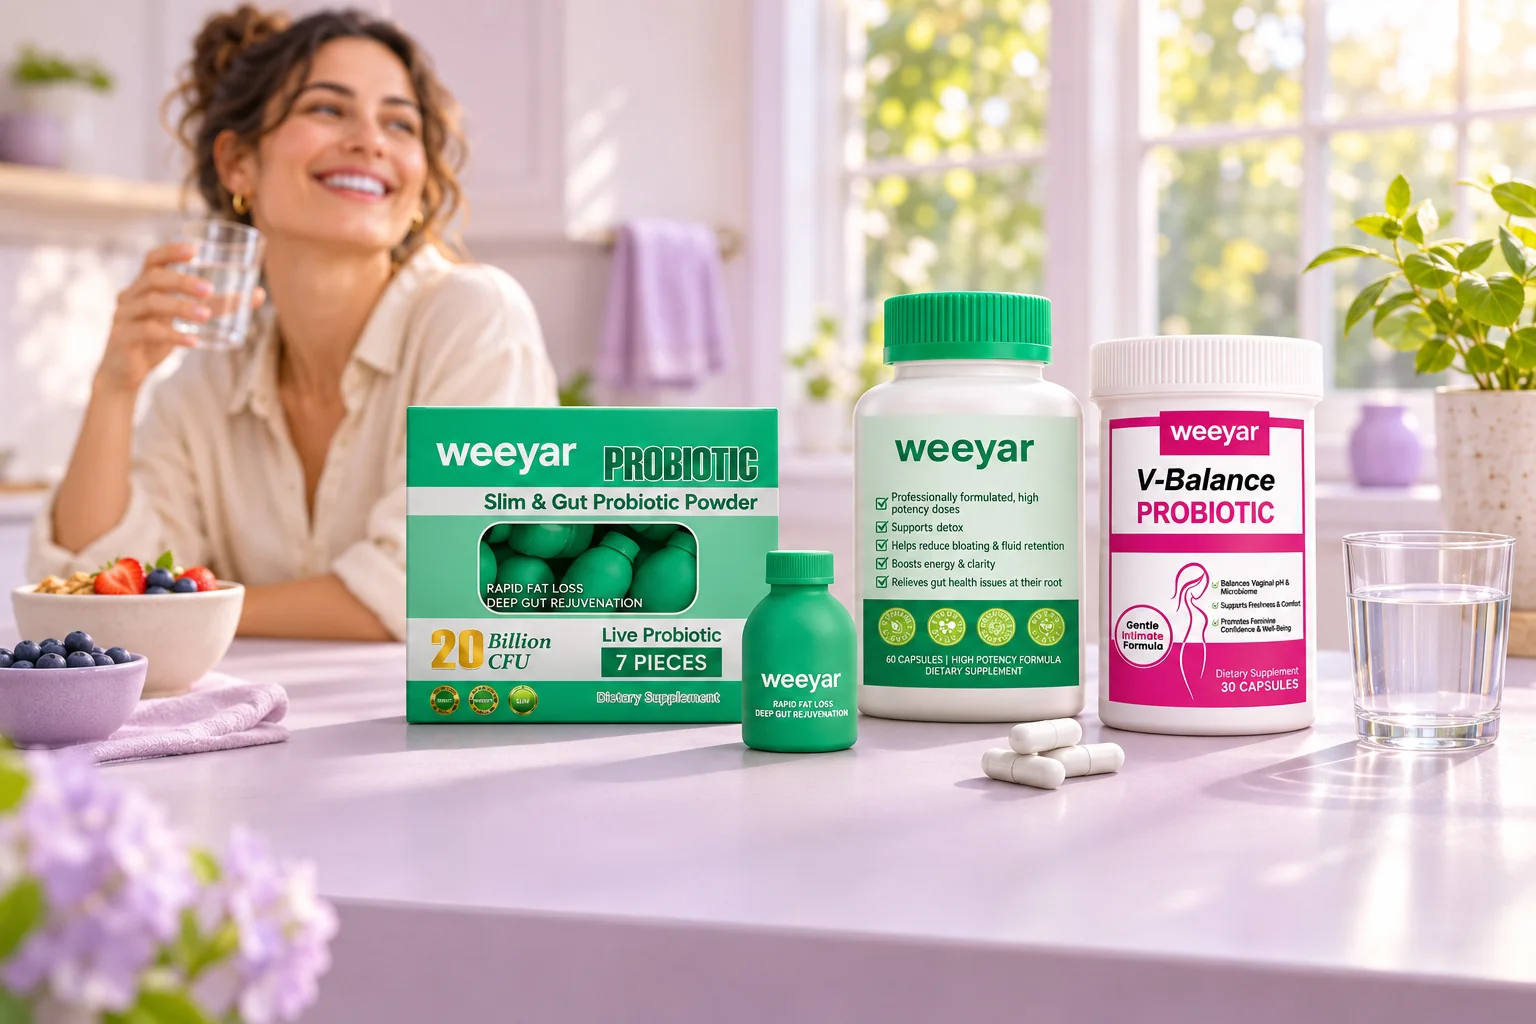 weeyar PROBIOTIC
Slim & Gut Probiotic Powder
RAPID FAT LOSS
DEEP GUT REJUVENATION
20 Billion
CFU
Live Probiotic
7 PIECES
Dietary Supplement
weeyar
RAPID FAT LOSS
DEEP GUT REJUVENATION
weeyar
Professionally formulated, high
potency doses
Supports detox
Helps reduce bloating & fluid retention
Boosts energy & clarity
Relieves gut health issues at their root
60 CAPSULES | HIGH POTENCY FORMULA
DIETARY SUPPLEMENT
weeyar
V-Balance
PROBIOTIC
Balances Vaginal pH &
Microbiome
Supports Freshness & Comfort
Promotes Feminine
Confidence & Well-Being
Gentle
Intimate
Formula
Dietary Supplement
30 CAPSULES